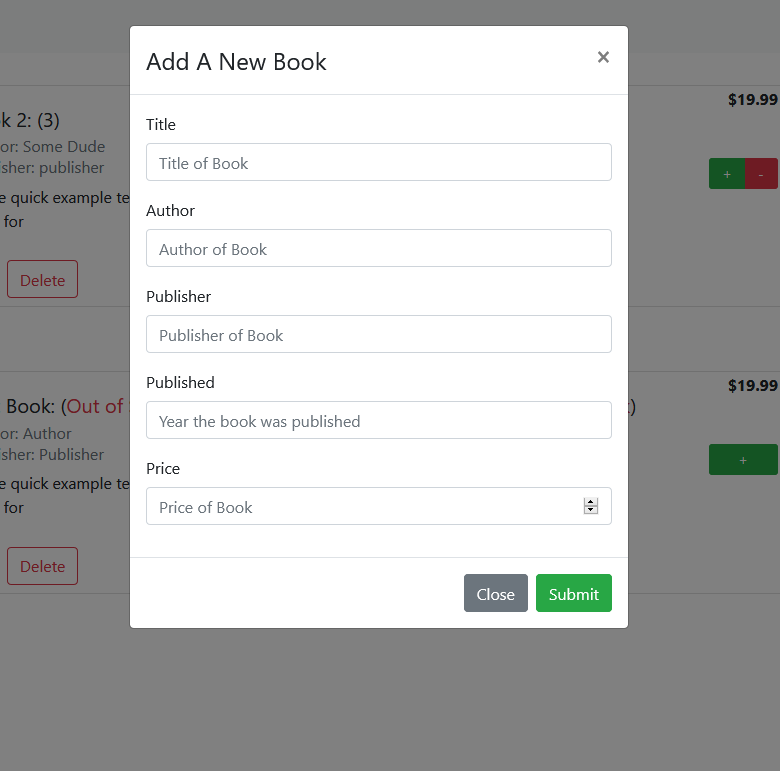 Add A New Book
×
Title
Title of Book
Author
Author of Book
Publisher
Publisher of Book
Published
Year the book was published
Price
Price of Book
Close Submit
$19.99
k 2: (3)
or: Some Dude
sher: publisher
+ -
e quick example te
for
Delete
$19.99
Book: (Out of )
or: Author
sher: Publisher
+
e quick example te
for
Delete